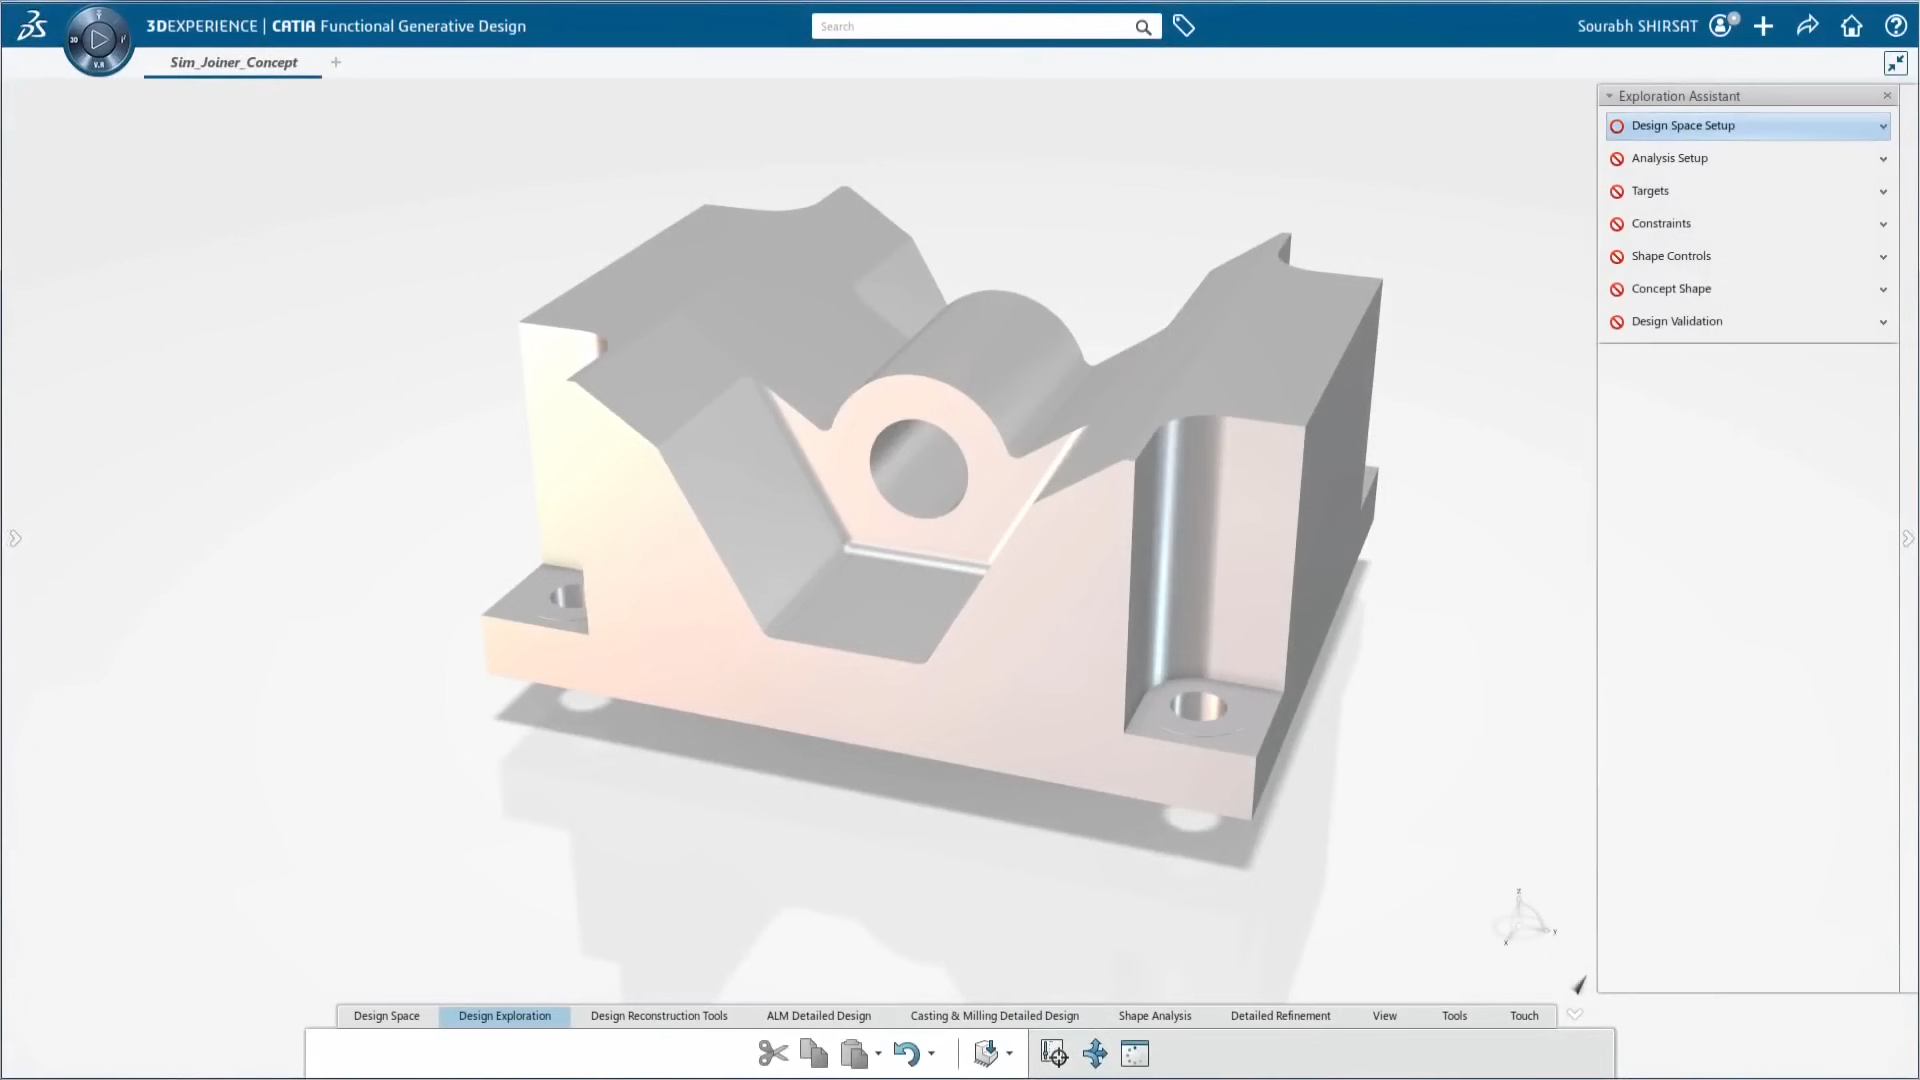 3DEXPERIENCE | CATIA Functional Generative Design
Search
Sourabh SHIRSAT
3D
V.R
Sim_Joiner_Concept
Exploration Assistant
Design Space Setup
Analysis Setup
Targets
Constraints
Shape Controls
Concept Shape
Design Validation
z
y
x
Design Space
Design Exploration
Design Reconstruction Tools
ALM Detailed Design
Casting & Milling Detailed Design
Shape Analysis
Detailed Refinement
View
Tools
Touch